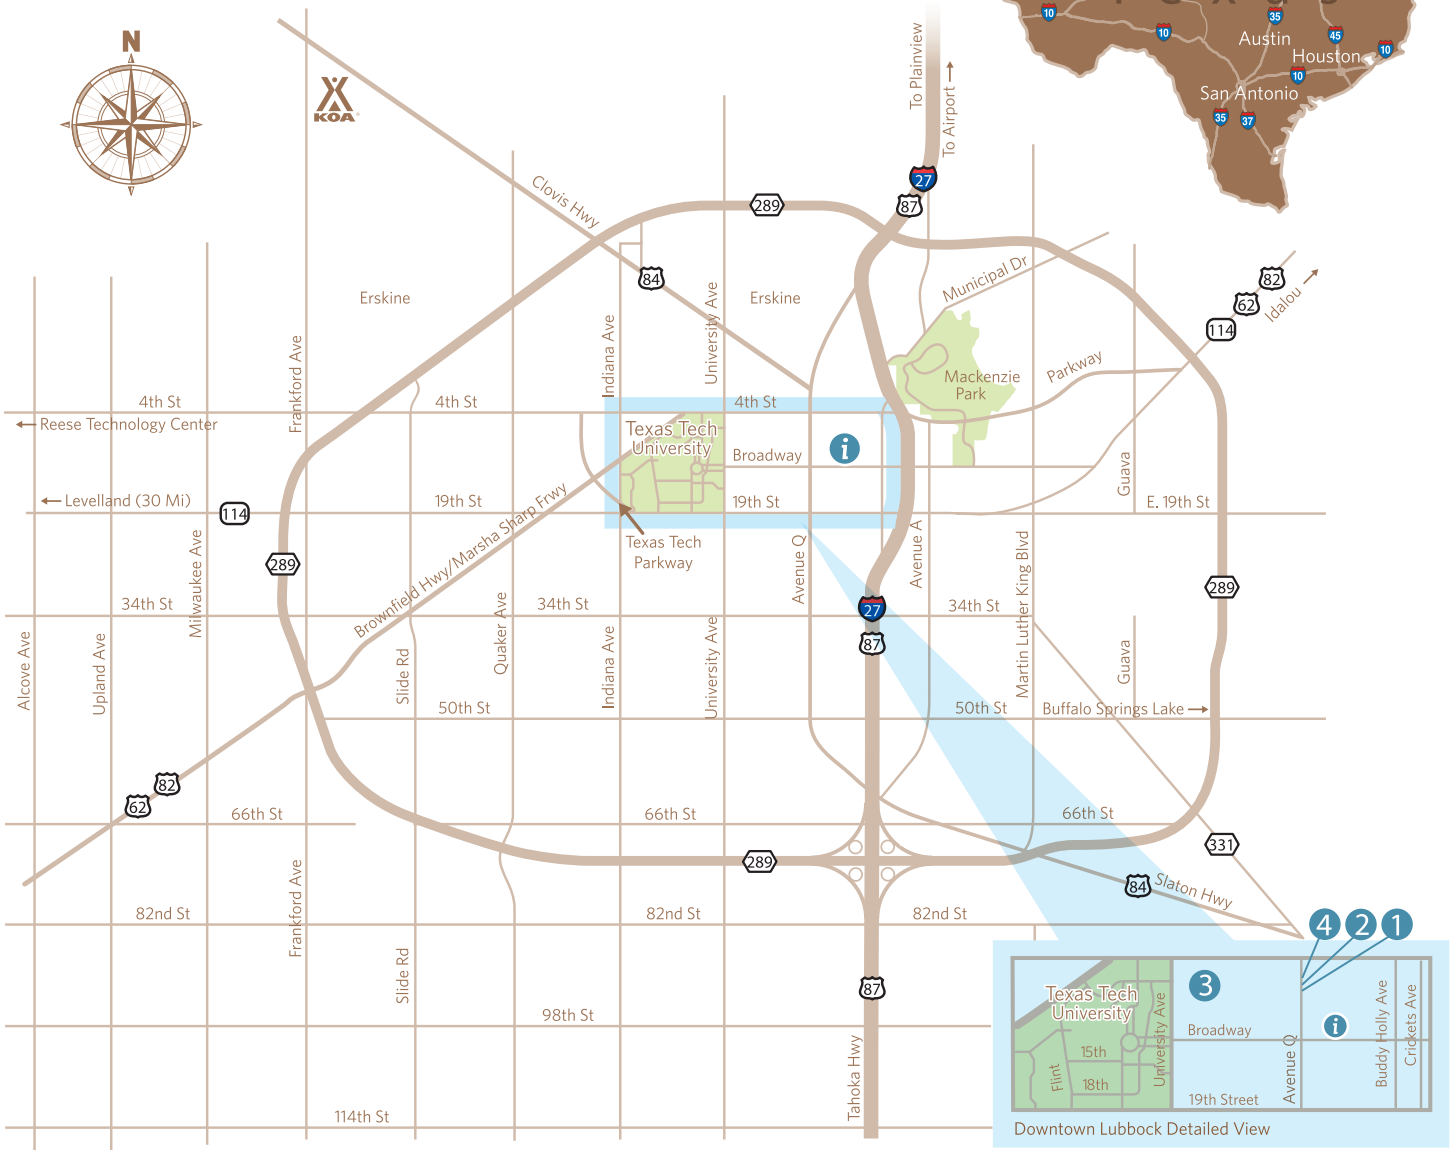 N
KOA
To Plainview
To Airport
10
10
35
Austin
45
Houston
10
10
San Antonio
35
37
Clovis Hwy
289
27
87
84
Erskine
Erskine
Municipal Dr
82
62
114
Idalou
Frankford Ave
Indiana Ave
University Ave
Mackenzie
Park
Parkway
4th St
4th St
4th St
Reese Technology Center
Texas Tech
University
Broadway
i
Guava
Levelland (30 Mi)
114
19th St
19th St
E. 19th St
Brownfield Hwy/Marsha Sharp Frwy
Texas Tech
Parkway
Milwaukee Ave
289
Avenue Q
Avenue A
Martin Luther King Blvd
289
34th St
34th St
27
34th St
87
Alcove Ave
Upland Ave
Slide Rd
Quaker Ave
Indiana Ave
University Ave
Guava
50th St
50th St
Buffalo Springs Lake
82
62
66th St
66th St
66th St
289
331
84
Slaton Hwy
Frankford Ave
82nd St
82nd St
82nd St
4
2
1
Slide Rd
87
98th St
Tahoka Hwy
114th St
3
Texas Tech
University
University Ave
Broadway
i
Avenue Q
Buddy Holly Ave
Crickets Ave
15th
18th
Flint
19th Street
Downtown Lubbock Detailed View